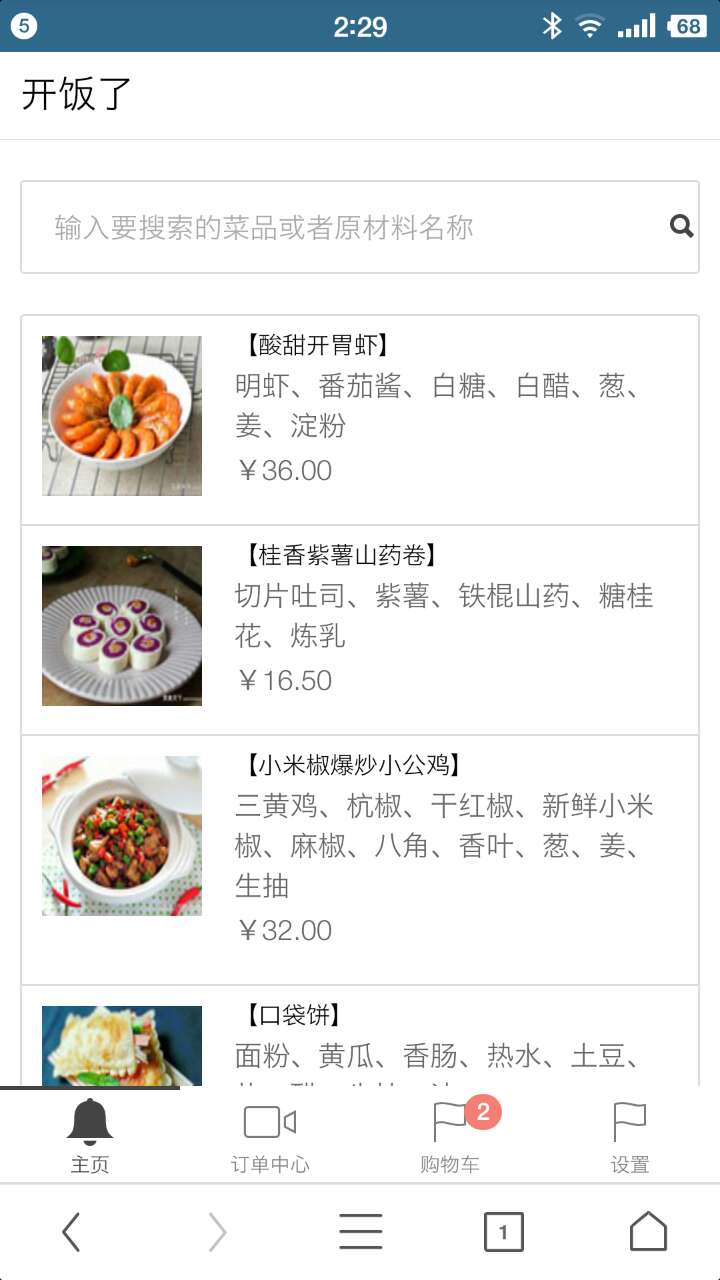 5
2:29
68
开饭了
输入要搜索的菜品或者原材料名称
【酸甜开胃虾】
明虾、番茄酱、白糖、白醋、葱、
姜、淀粉
￥36.00
【桂香紫薯山药卷】
切片吐司、紫薯、铁棍山药、糖桂
花、炼乳
￥16.50
【小米椒爆炒小公鸡】
三黄鸡、杭椒、干红椒、新鲜小米
椒、麻椒、八角、香叶、葱、姜、
生抽
￥32.00
【口袋饼】
面粉、黄瓜、香肠、热水、土豆、
主页
订单中心
购物车
2
设置
1